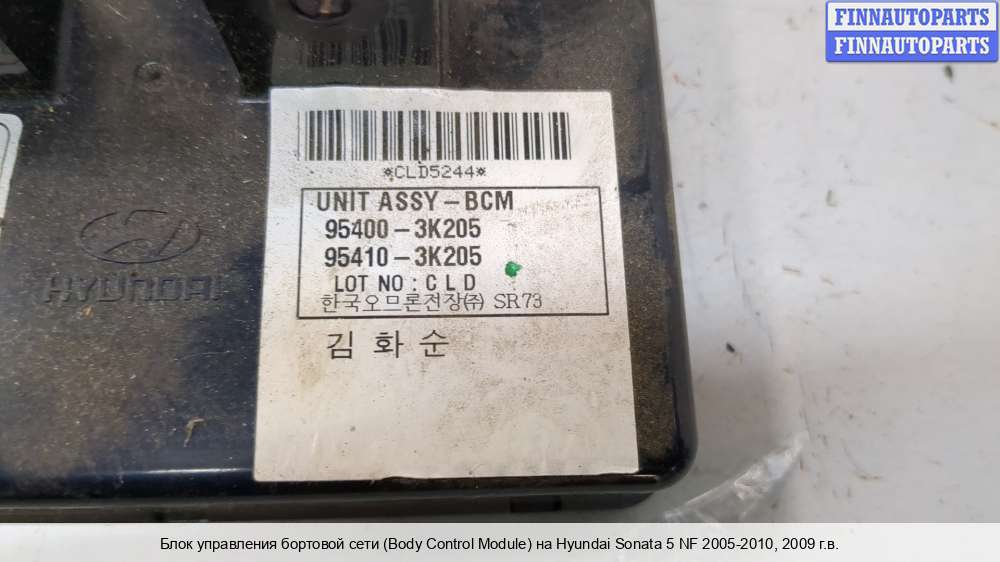 FINNAUTOPARTS
FINNAUTOPARTS
*CLD5244*
UNIT ASSY-BCM
95400-3K205
95410-3K205
LOT NO : C L D
한국오므론전장㈜ SR73
김 화 순
HYUNDAI
Блок управления бортовой сети (Body Control Module) на Hyundai Sonata 5 NF 2005-2010, 2009 г.в.